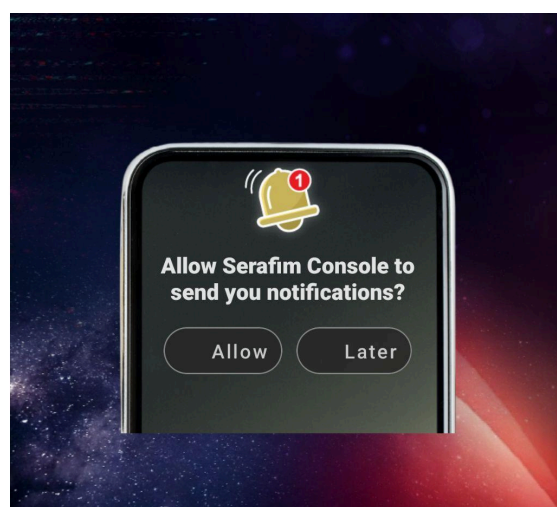 1
Allow Serafim Console to
send you notifications?
Allow
Later